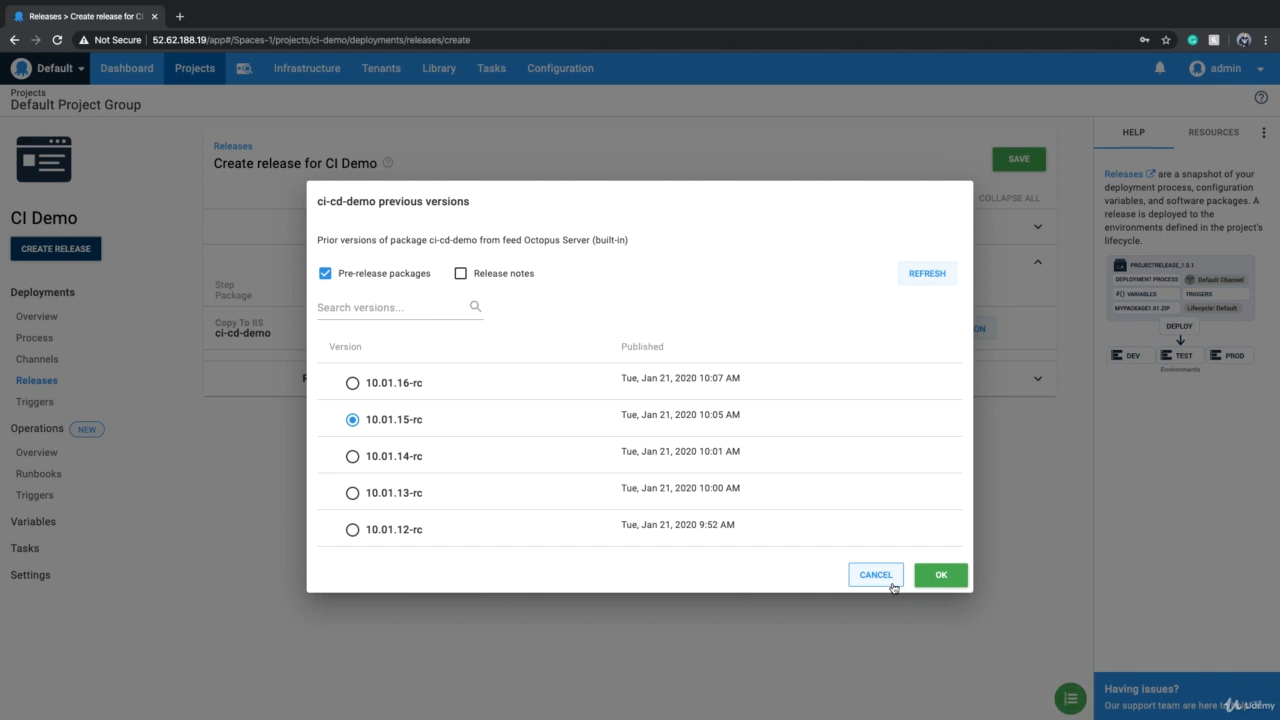 Releases > Create release for CI
Not Secure
52.62.188.19/app#/Spaces-1/projects/ci-demo/deployments/releases/create
Default
Dashboard
Projects
Infrastructure
Tenants
Library
Tasks
Configuration
admin
Projects
Default Project Group
CI Demo
CREATE RELEASE
Deployments
Overview
Process
Channels
Releases
Triggers
Operations NEW
Overview
Runbooks
Triggers
Variables
Tasks
Settings
Releases
Create release for CI Demo
SAVE
COLLAPSE ALL
Step
Package
Copy To IIS
ci-cd-demo
ON
ci-cd-demo previous versions
Prior versions of package ci-cd-demo from feed Octopus Server (built-in)
Pre-release packages
Release notes
REFRESH
Search versions...
Version
Published
10.01.16-rc
Tue, Jan 21, 2020 10:07 AM
10.01.15-rc
Tue, Jan 21, 2020 10:05 AM
10.01.14-rc
Tue, Jan 21, 2020 10:01 AM
10.01.13-rc
Tue, Jan 21, 2020 10:00 AM
10.01.12-rc
Tue, Jan 21, 2020 9:52 AM
CANCEL
OK
HELP
RESOURCES
Releases are a snapshot of your
deployment process, configuration
variables, and software packages. A
release is deployed to the
environments defined in the project's
lifecycle.
PROJECTRELEASE_1.0.1
DEPLOYMENT PROCESS
Default Channel
VARIABLES
TRIGGERS
MYPACKAGE1.01.ZIP
Lifecycle: Default
DEPLOY
DEV
TEST
PROD
Environments
Having issues?
Our support team are here to
Udemy